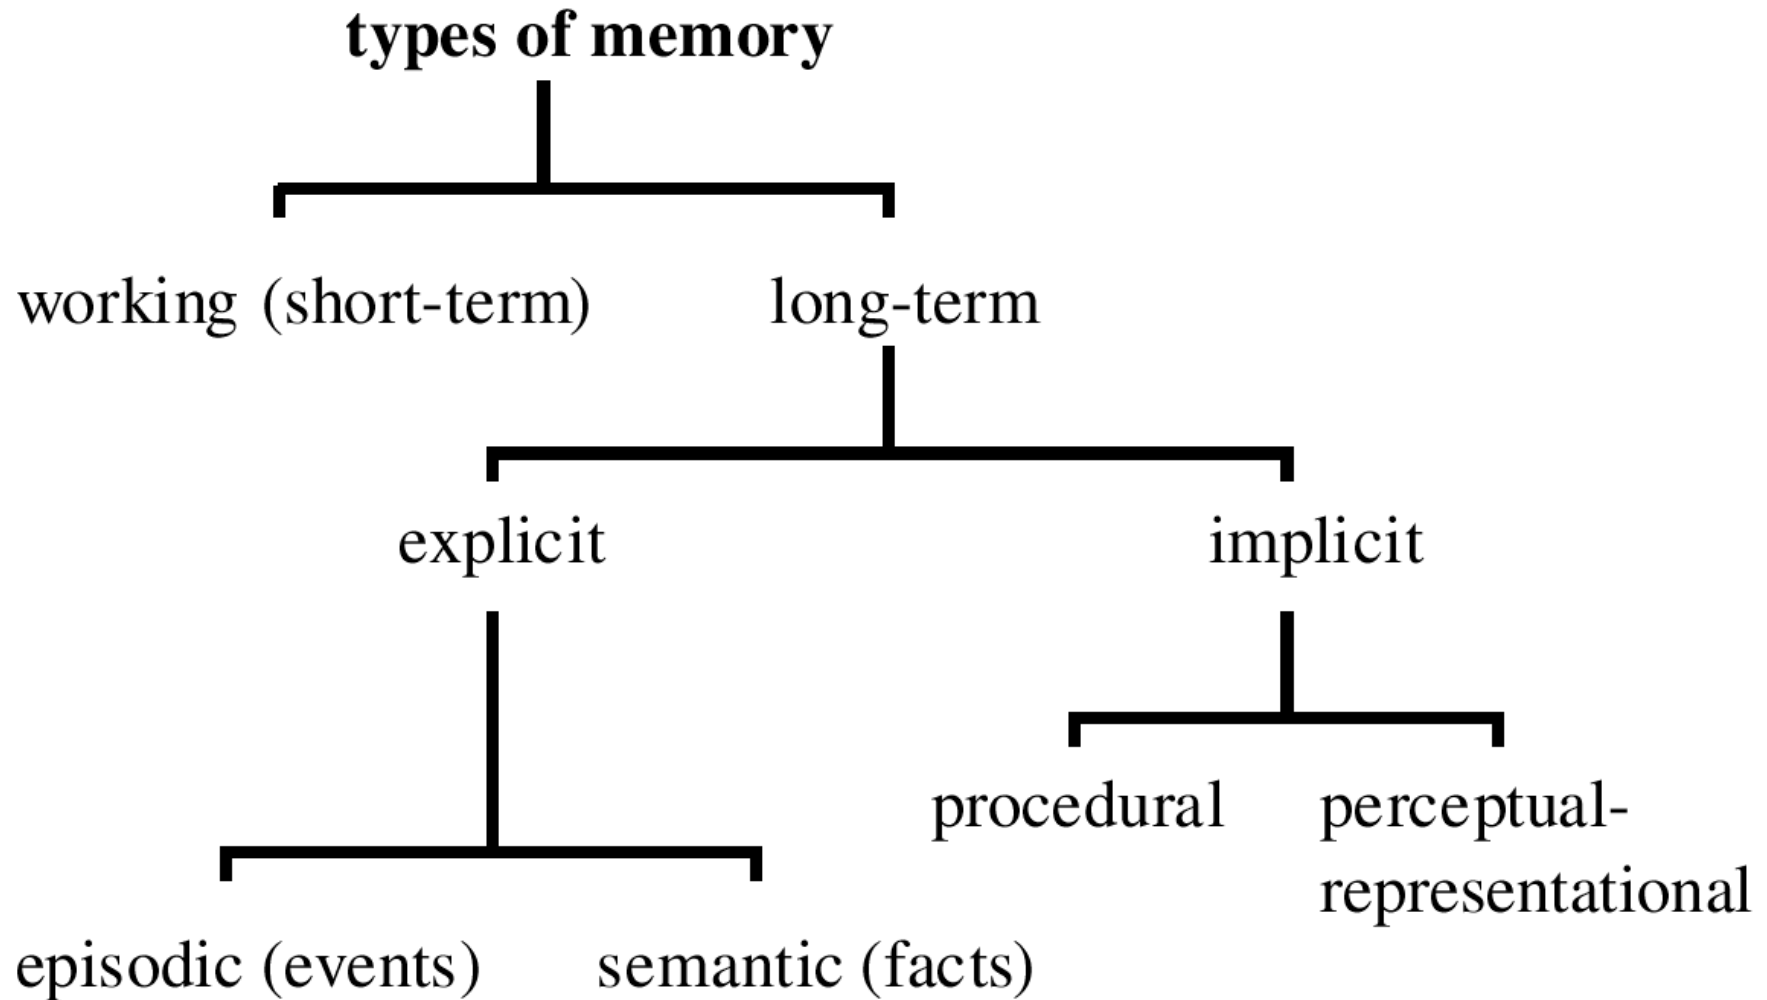 types of memory
working (short-term)
long-term
explicit
implicit
procedural
perceptual-
representational
episodic (events)
semantic (facts)